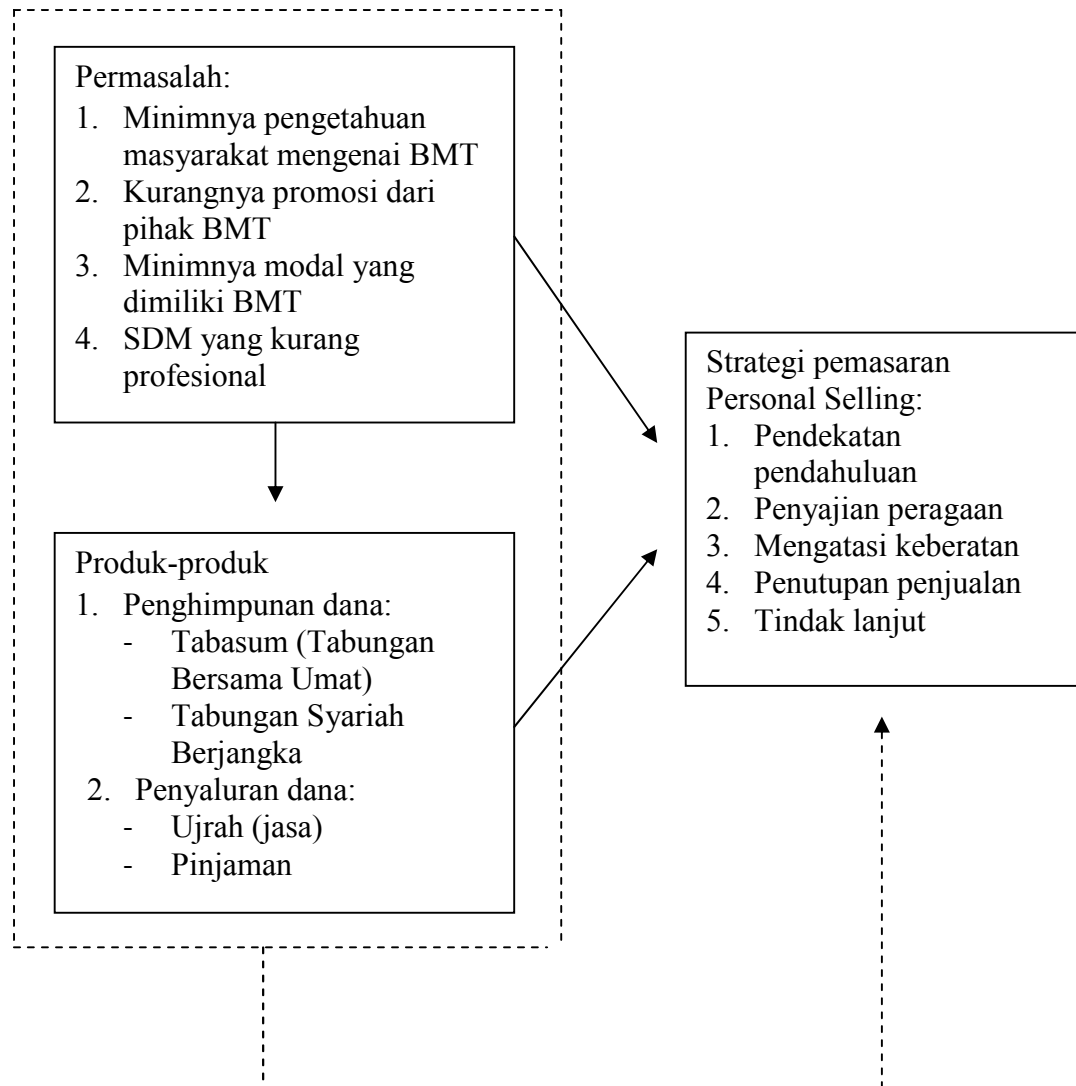 Permasalah:
1. Minimnya pengetahuan
masyarakat mengenai BMT
2. Kurangnya promosi dari
pihak BMT
3. Minimnya modal yang
dimiliki BMT
4. SDM yang kurang
profesional
Produk-produk
1. Penghimpunan dana:
- Tabasum (Tabungan
Bersama Umat)
- Tabungan Syariah
Berjangka
2. Penyaluran dana:
- Ujrah (jasa)
- Pinjaman
Strategi pemasaran
Personal Selling:
1. Pendekatan
pendahuluan
2. Penyajian peragaan
3. Mengatasi keberatan
4. Penutupan penjualan
5. Tindak lanjut